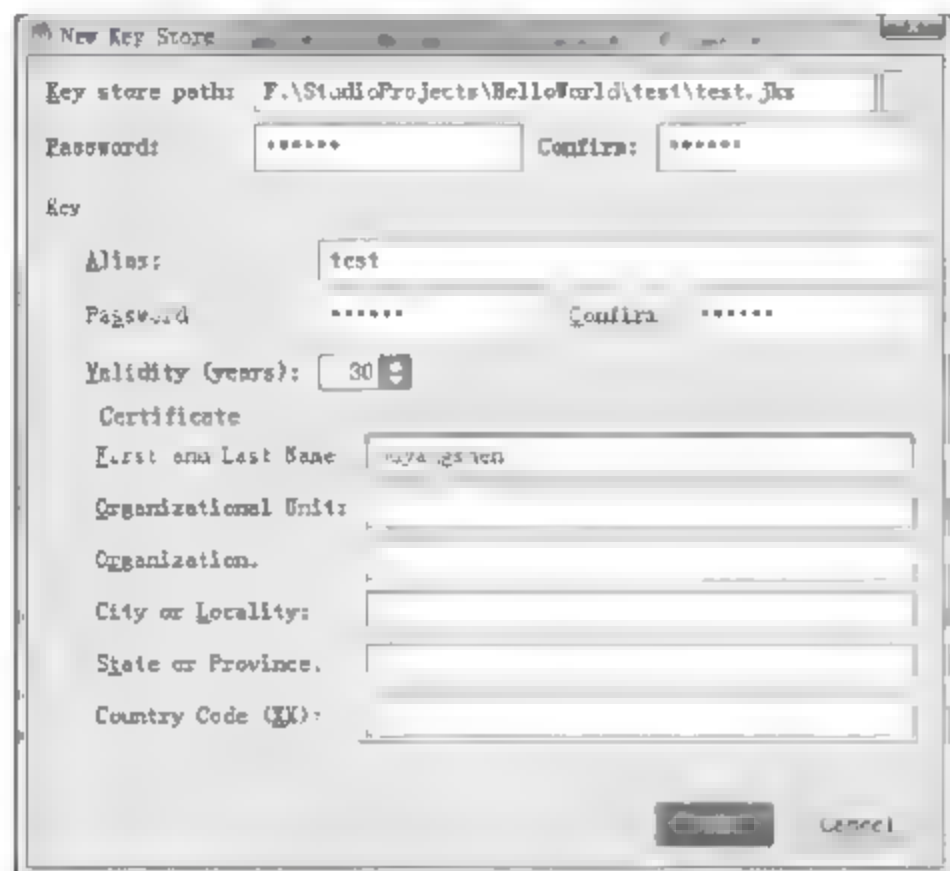 New Key Store
Key store path: F:\StudioProjects\HelloWorld\test\test.jks
Password: ****** Confirm: ******
Key
Alias: test
Password ****** Confirm ******
Validity (years): 30
Certificate
First and Last Name
Organizational Unit:
Organization.
City or Locality:
State or Province.
Country Code (XX):
Cancel